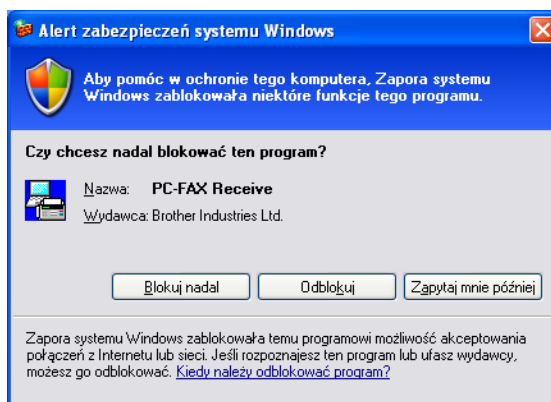 Alert zabezpieczeń systemu Windows
Aby pomóc w ochronie tego komputera, Zapora systemu
Windows zablokowała niektóre funkcje tego programu.
Czy chcesz nadal blokować ten program?
Nazwa: PC-FAX Receive
Wydawca: Brother Industries Ltd.
Blokuj nadal Odblokuj Zapytaj mnie później
Zapora systemu Windows zablokowała temu programowi możliwość akceptowania
połączeń z Internetu lub sieci. Jeśli rozpoznajesz ten program lub ufasz wydawcy,
możesz go odblokować. Kiedy należy odblokować program?